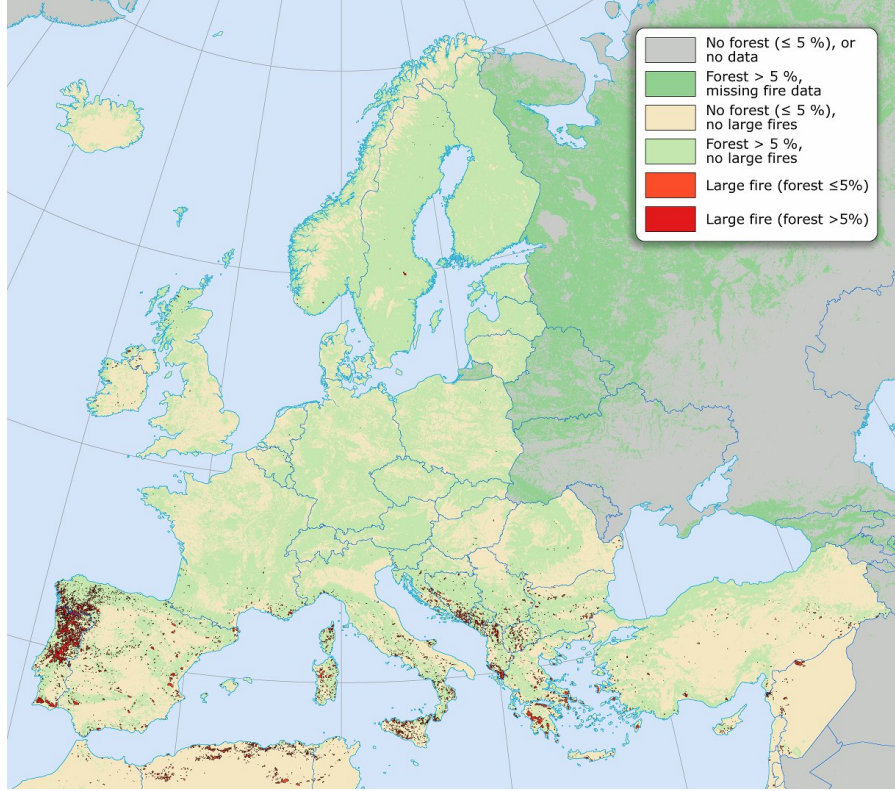 No forest (≤ 5 %), or
no data
Forest > 5 %,
missing fire data
No forest (≤ 5 %),
no large fires
Forest > 5 %,
no large fires
Large fire (forest ≤5%)
Large fire (forest >5%)